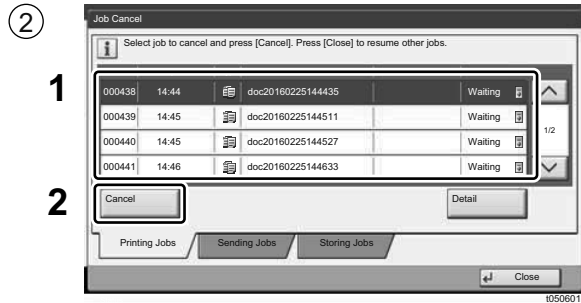 2
Job Cancel
i Select job to cancel and press [Cancel]. Press [Close] to resume other jobs.
1
000438 14:44 doc20160225144435 Waiting
000439 14:45 doc20160225144511 Waiting
1/2
000440 14:45 doc20160225144527 Waiting
000441 14:46 doc20160225144633 Waiting
2
Cancel Detail
Printing Jobs Sending Jobs Storing Jobs
Close
t050601